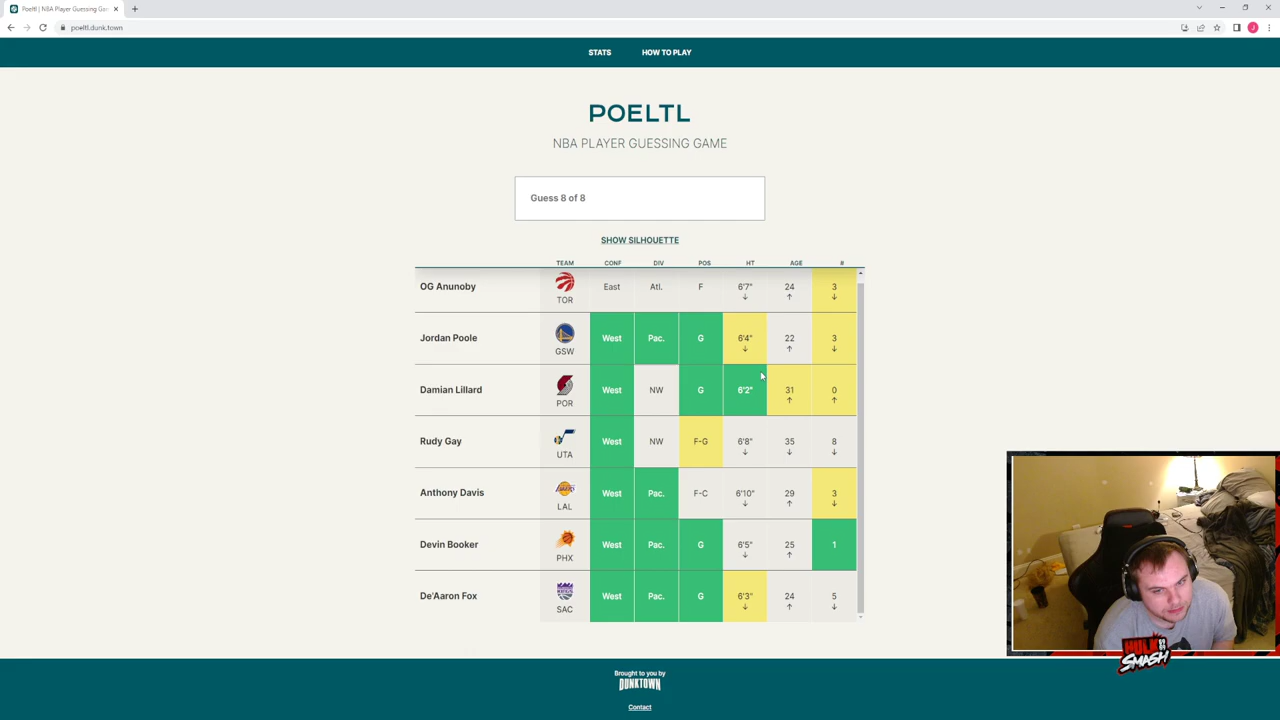 Poeltl | NBA Player Guessing Game
poeltl.dunk.town
STATS HOW TO PLAY
POELTL
NBA PLAYER GUESSING GAME
Guess 8 of 8
SHOW SILHOUETTE
TEAM CONF DIV POS HT AGE #
OG Anunoby TOR East Atl. F 6'7" ↓ 24 ↑ 3 ↓
Jordan Poole GSW West Pac. G 6'4" ↓ 22 ↑ 3 ↓
Damian Lillard POR West NW G 6'2" 31 ↑ 0 ↑
Rudy Gay UTA West NW F-G 6'8" ↓ 35 ↓ 8 ↓
Anthony Davis LAL West Pac. F-C 6'10" ↓ 29 ↑ 3 ↓
Devin Booker PHX West Pac. G 6'5" ↓ 25 ↑ 1
De'Aaron Fox SAC West Pac. G 6'3" ↓ 24 ↑ 5 ↓
Brought to you by
DUNKTOWN
Contact
HULK
SMASH